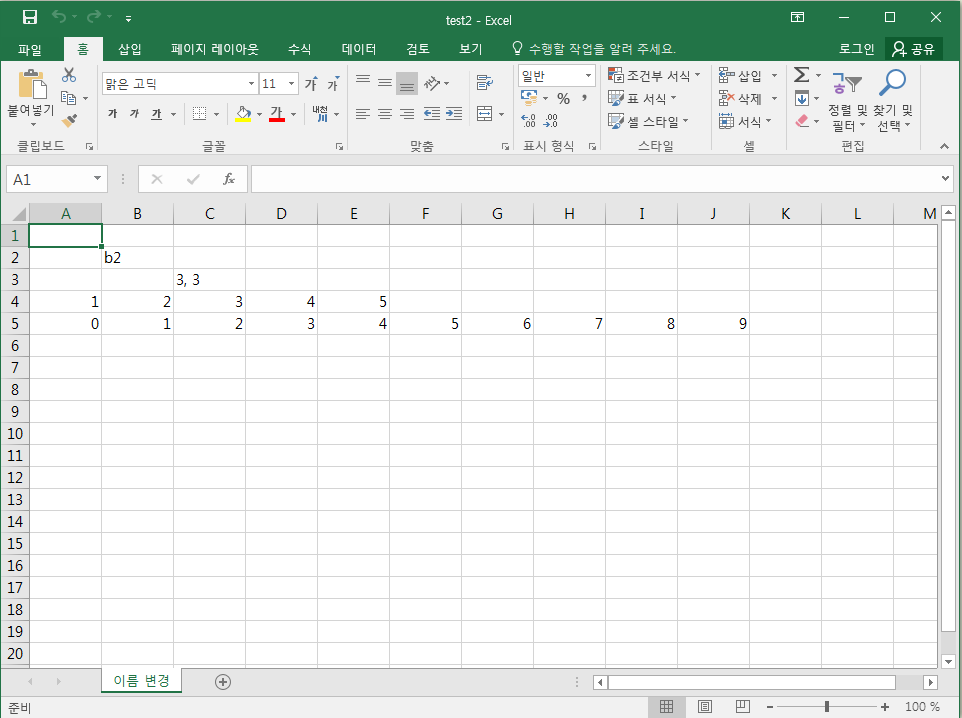 test2 - Excel
파일 홈 삽입 페이지 레이아웃 수식 데이터 검토 보기 수행할 작업을 알려 주세요. 로그인 공유
붙여넣기
클립보드
맑은 고딕 11 가 가
가 가 가 가 내천
글꼴
맞춤
일반
% ,
.00 .00
표시 형식
조건부 서식
표 서식
셀 스타일
스타일
삽입
삭제
서식
셀
정렬 및 필터
찾기 및 선택
편집
A1 fx
A B C D E F G H I J K L M
1
2 b2
3 3, 3
4 1 2 3 4 5
5 0 1 2 3 4 5 6 7 8 9
6
7
8
9
10
11
12
13
14
15
16
17
18
19
20
이름 변경
준비 100 %